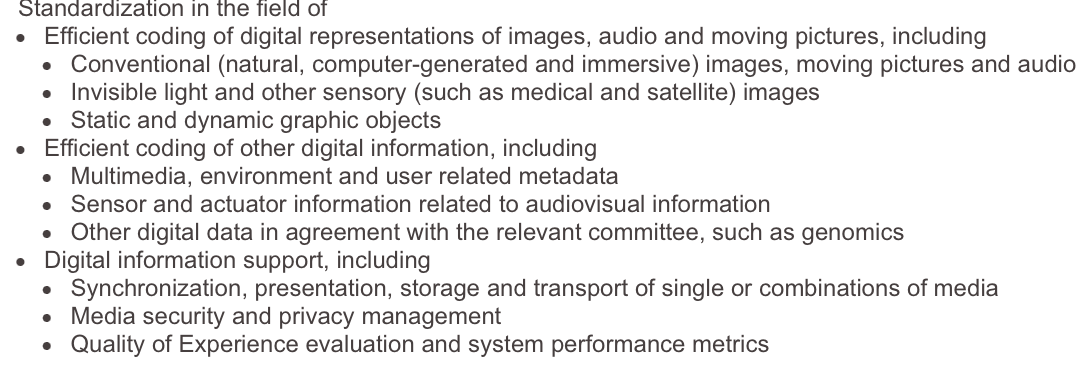 Standardization in the field of
• Efficient coding of digital representations of images, audio and moving pictures, including
• Conventional (natural, computer-generated and immersive) images, moving pictures and audio
• Invisible light and other sensory (such as medical and satellite) images
• Static and dynamic graphic objects
• Efficient coding of other digital information, including
• Multimedia, environment and user related metadata
• Sensor and actuator information related to audiovisual information
• Other digital data in agreement with the relevant committee, such as genomics
• Digital information support, including
• Synchronization, presentation, storage and transport of single or combinations of media
• Media security and privacy management
• Quality of Experience evaluation and system performance metrics